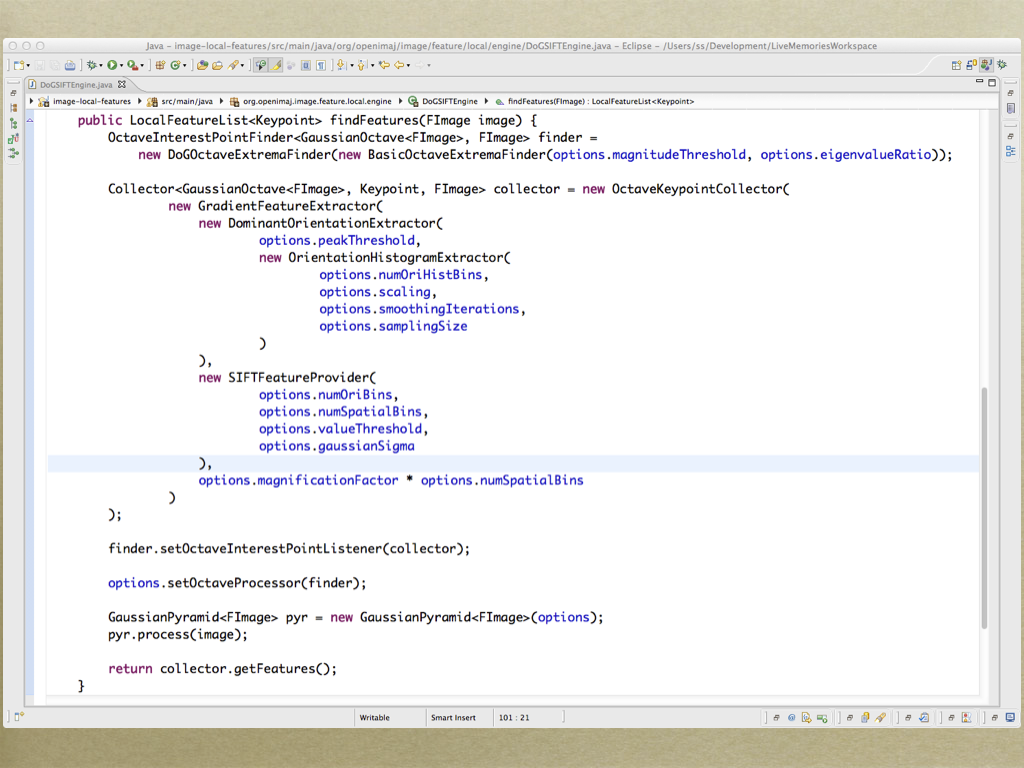 Java - image-local-features/src/main/java/org/openimaj/image/feature/local/engine/DoGSIFTEngine.java - Eclipse - /Users/ss/Development/LiveMemoriesWorkspace
DoGSIFTEngine.java
image-local-features src/main/java org.openimaj.image.feature.local.engine DoGSIFTEngine findFeatures(FImage) : LocalFeatureList<Keypoint>
public LocalFeatureList<Keypoint> findFeatures(FImage image) {
OctaveInterestPointFinder<GaussianOctave<FImage>, FImage> finder =
new DoGOctaveExtremaFinder(new BasicOctaveExtremaFinder(options.magnitudeThreshold, options.eigenvalueRatio));
Collector<GaussianOctave<FImage>, Keypoint, FImage> collector = new OctaveKeypointCollector(
new GradientFeatureExtractor(
new DominantOrientationExtractor(
options.peakThreshold,
new OrientationHistogramExtractor(
options.numOriHistBins,
options.scaling,
options.smoothingIterations,
options.samplingSize
)
),
new SIFTFeatureProvider(
options.numOriBins,
options.numSpatialBins,
options.valueThreshold,
options.gaussianSigma
),
options.magnificationFactor * options.numSpatialBins
)
);
finder.setOctaveInterestPointListener(collector);
options.setOctaveProcessor(finder);
GaussianPyramid<FImage> pyr = new GaussianPyramid<FImage>(options);
pyr.process(image);
return collector.getFeatures();
}
Writable Smart Insert 101 : 21